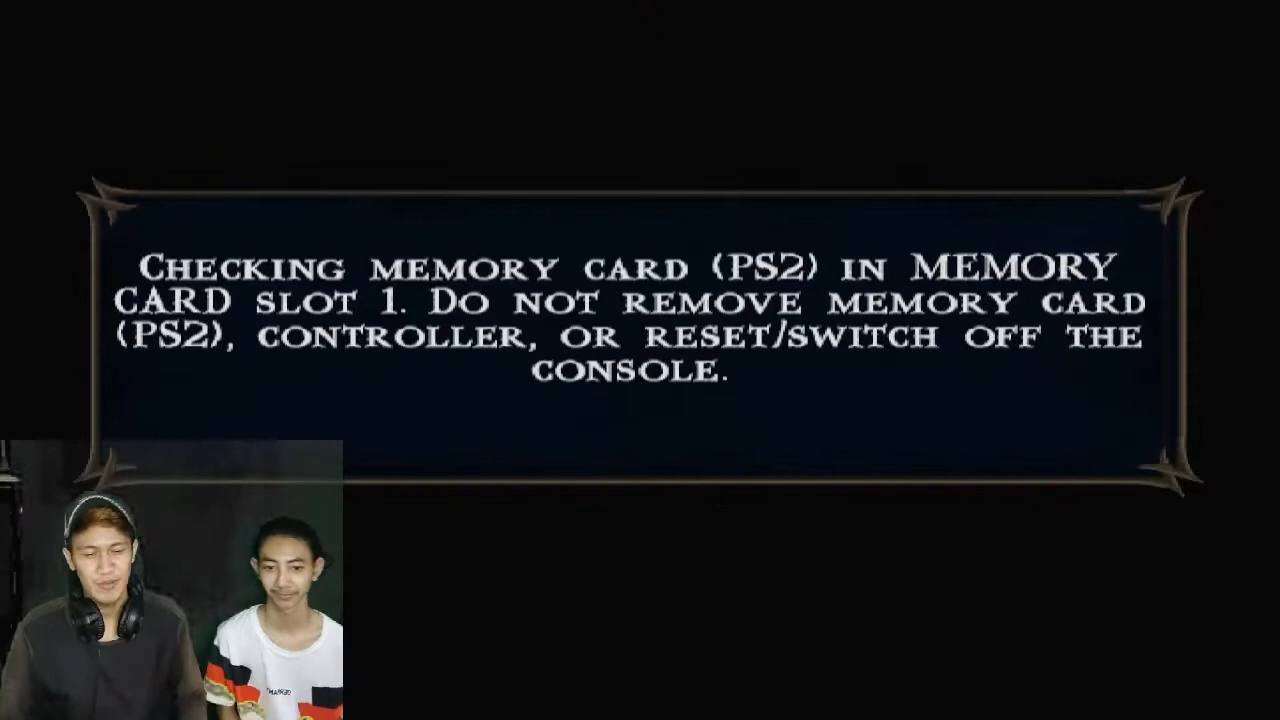 CHECKING MEMORY CARD (PS2) IN MEMORY
CARD SLOT 1. DO NOT REMOVE MEMORY CARD
(PS2), CONTROLLER, OR RESET/SWITCH OFF THE
CONSOLE.